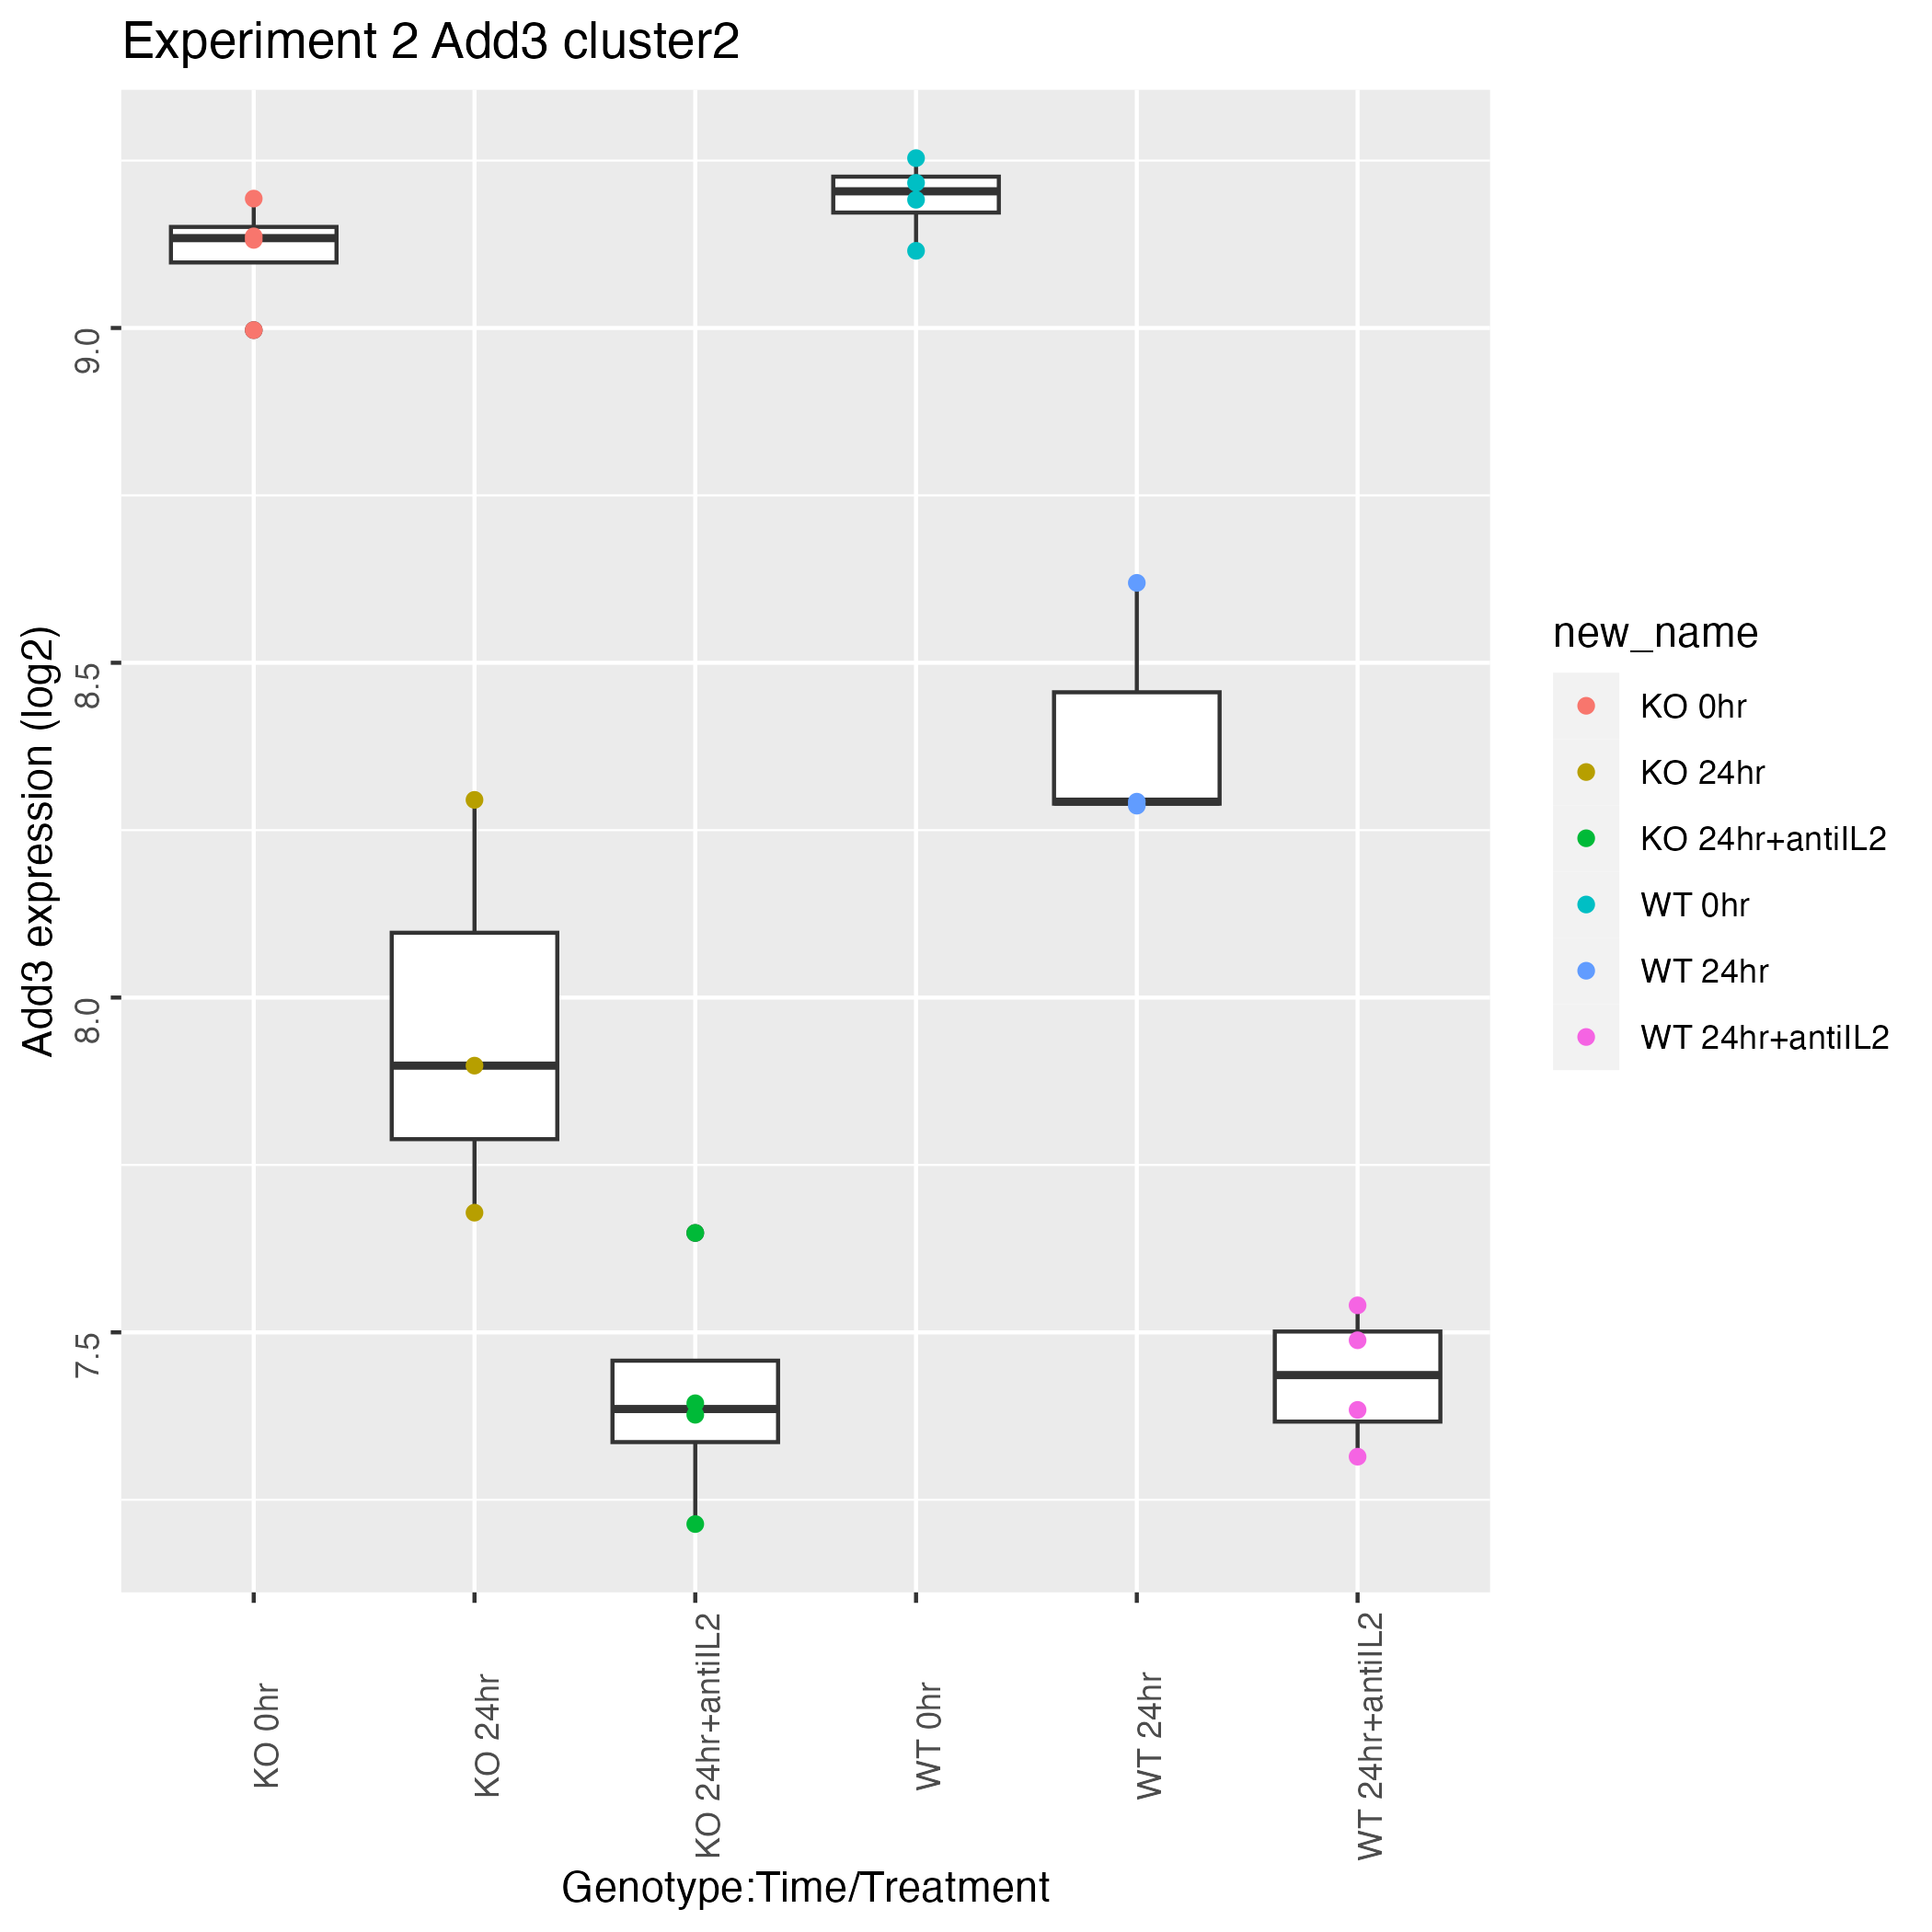 Experiment 2 Add3 cluster2
Add3 expression (log2)
9.0
8.5
8.0
7.5
KO 0hr
KO 24hr
KO 24hr+antiIL2
WT 0hr
WT 24hr
WT 24hr+antiIL2
Genotype:Time/Treatment
new_name
KO 0hr
KO 24hr
KO 24hr+antiIL2
WT 0hr
WT 24hr
WT 24hr+antiIL2